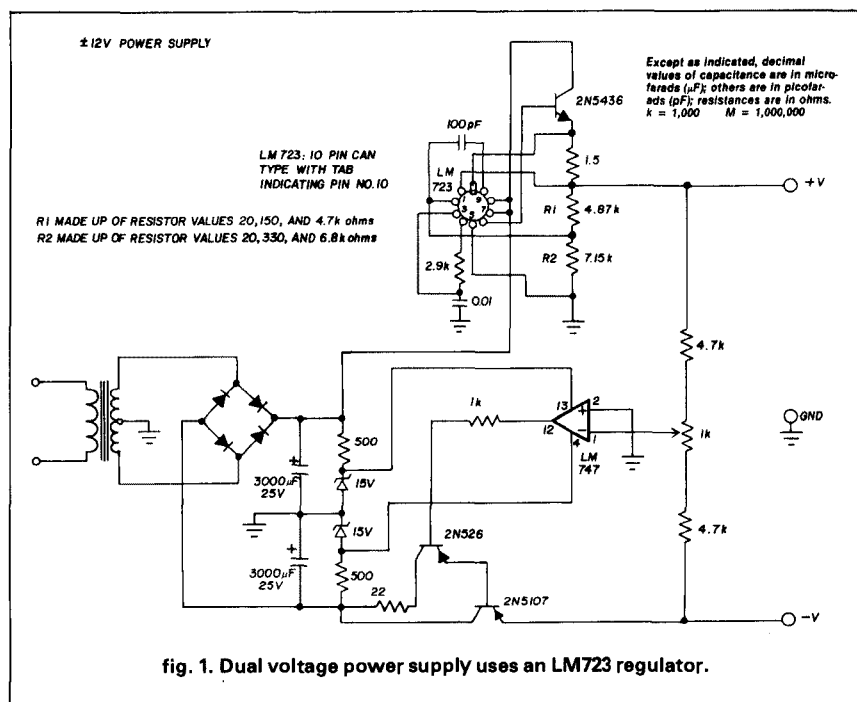 ±12V POWER SUPPLY
Except as indicated, decimal
values of capacitance are in micro-
farads (µF); others are in picofar-
ads (pF); resistances are in ohms.
k = 1,000 M = 1,000,000
2N5436
100pF
LM723: 10 PIN CAN
TYPE WITH TAB
INDICATING PIN NO.10
LM
723
1
9
3
7
5
1.5
+V
R1 MADE UP OF RESISTOR VALUES 20,150, AND 4.7k ohms
R2 MADE UP OF RESISTOR VALUES 20,330, AND 6.8k ohms
R1
4.87k
R2
7.15k
2.9k
0.01
4.7k
1k
13
2
12
1
4
LM
747
1k
GND
500
3000µF
25V
15V
15V
4.7k
2N526
3000µF
25V
500
22
2N5107
-V
fig. 1. Dual voltage power supply uses an LM723 regulator.